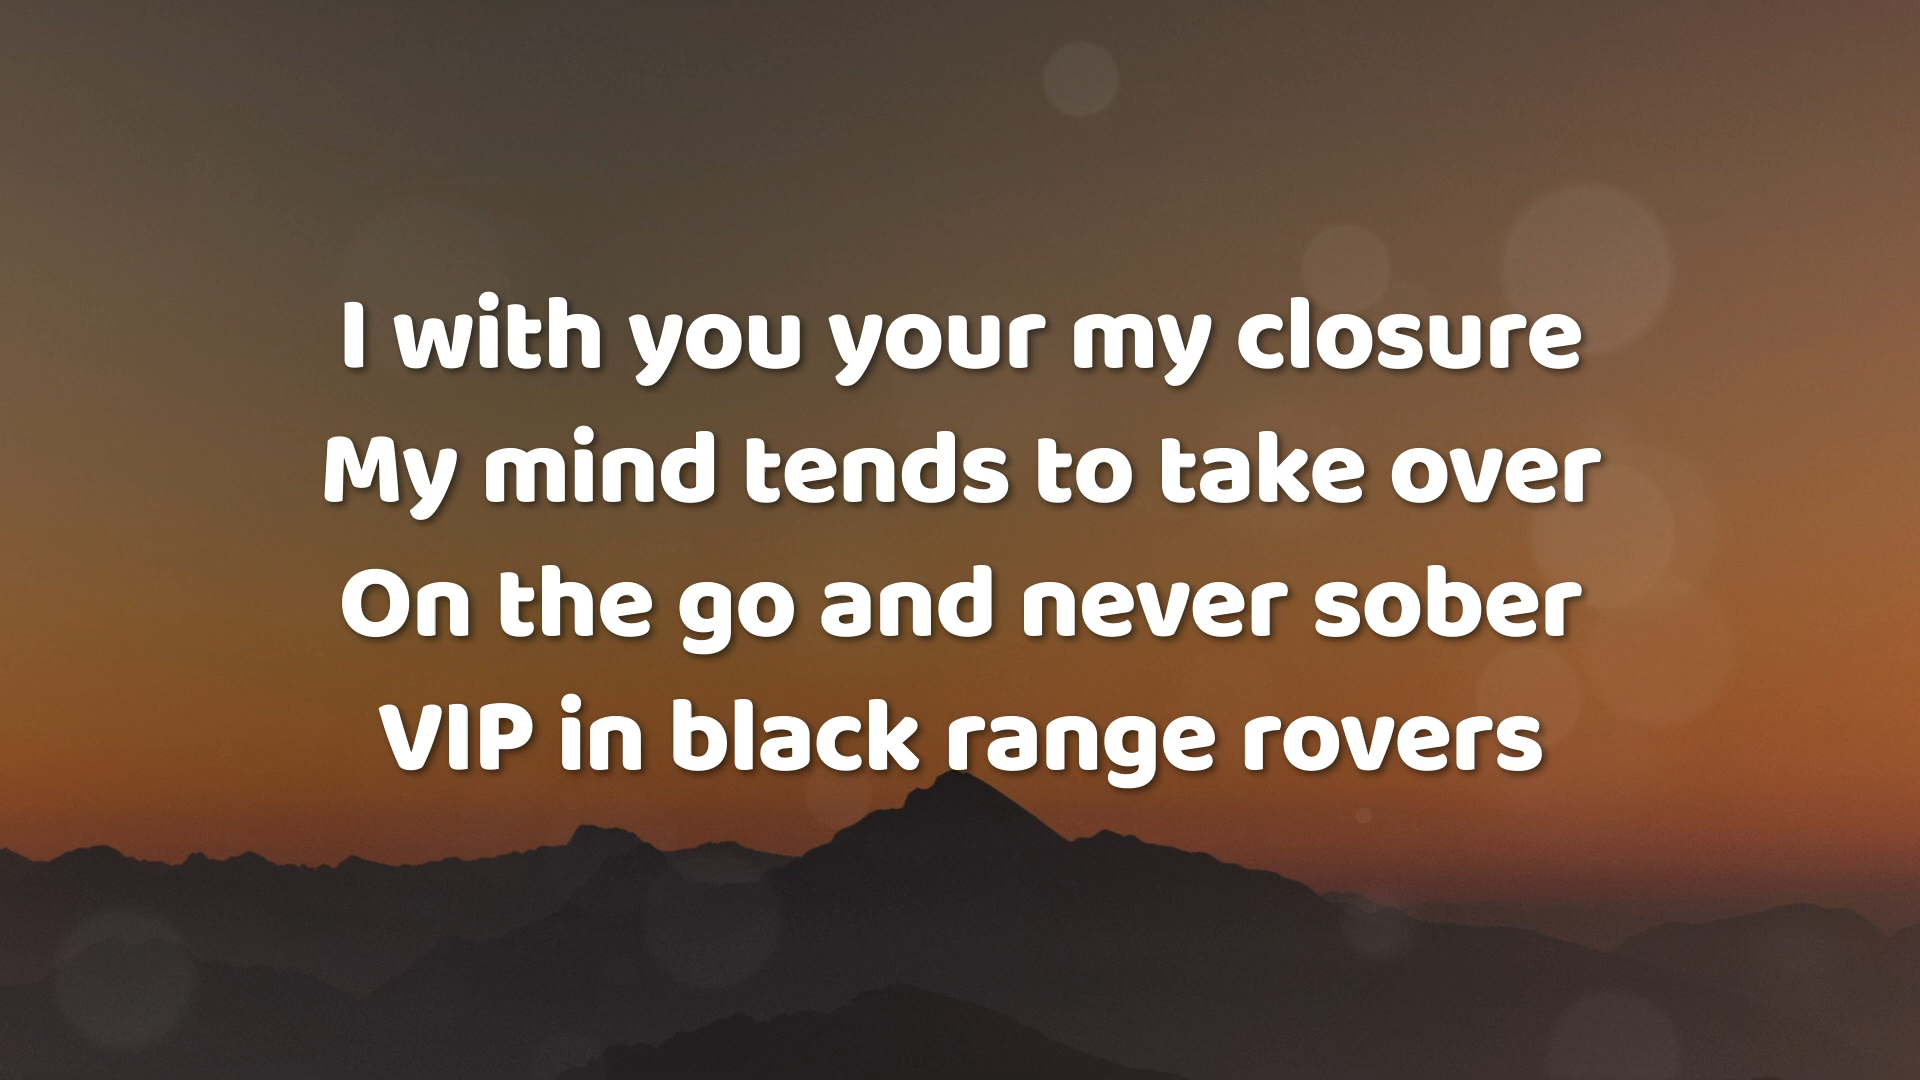 I with you your my closure
My mind tends to take over
On the go and never sober
VIP in black range rovers